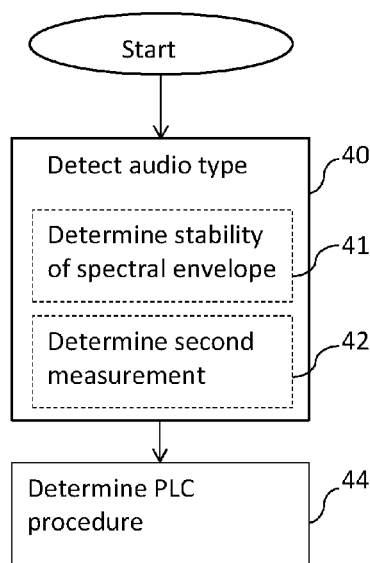 Start
Detect audio type
40
Determine stability
of spectral envelope
41
Determine second
measurement
42
Determine PLC
procedure
44